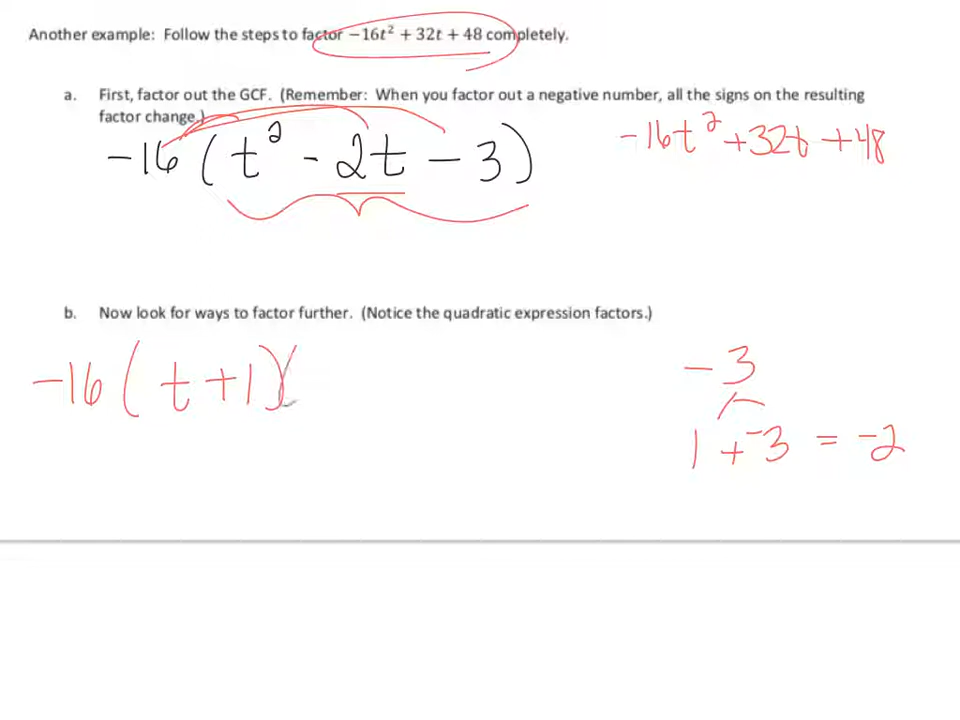 Another example: Follow the steps to factor −16t² + 32t + 48 completely.
a. First, factor out the GCF. (Remember: When you factor out a negative number, all the signs on the resulting
factor change.)
-16 (t² - 2t - 3)
-16t² + 32t + 48
b. Now look for ways to factor further. (Notice the quadratic expression factors.)
-16 (t + 1)(
-3
1 + -3 = -2